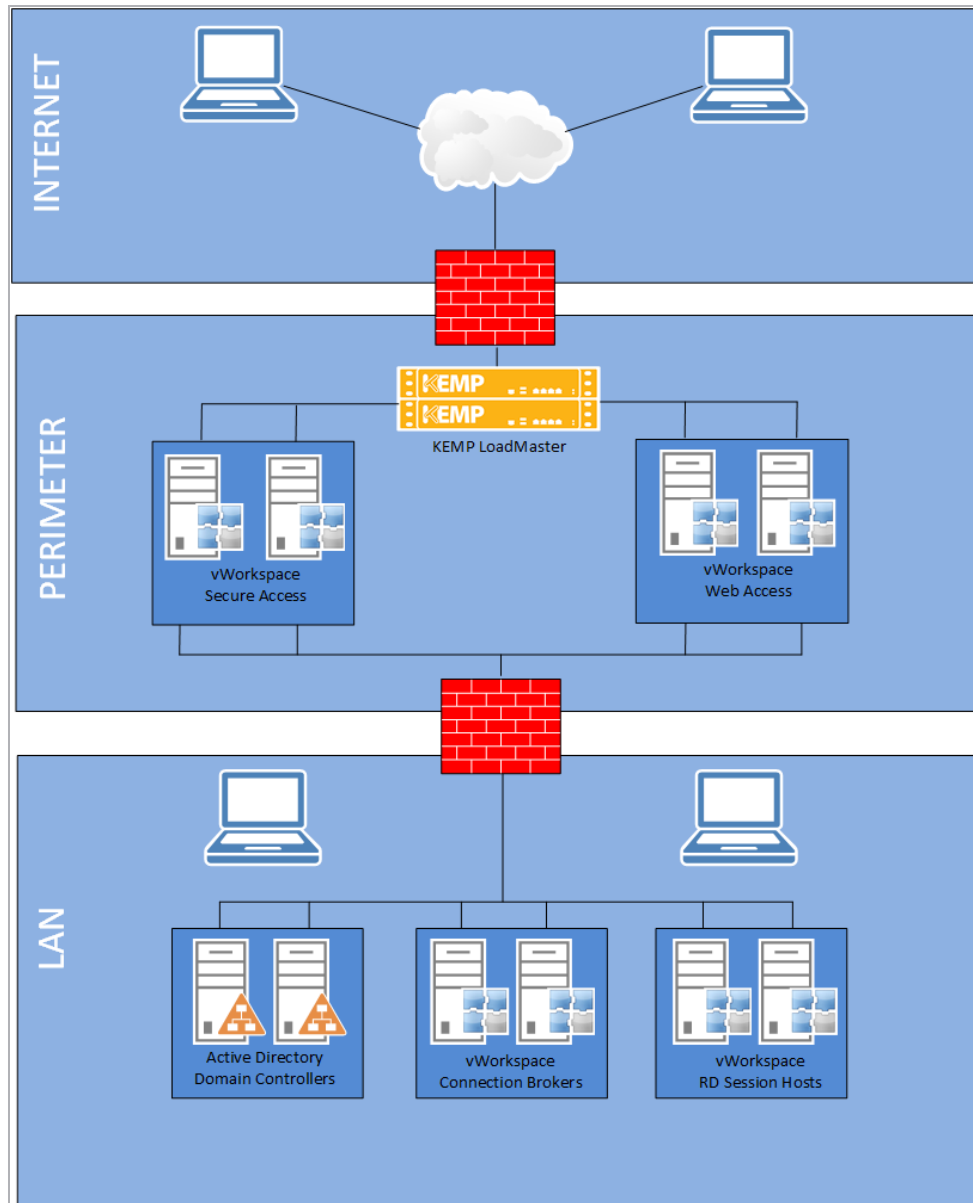 INTERNET
PERIMETER
KEMP
KEMP
KEMP LoadMaster
vWorkspace
Secure Access
vWorkspace
Web Access
LAN
Active Directory
Domain Controllers
vWorkspace
Connection Brokers
vWorkspace
RD Session Hosts